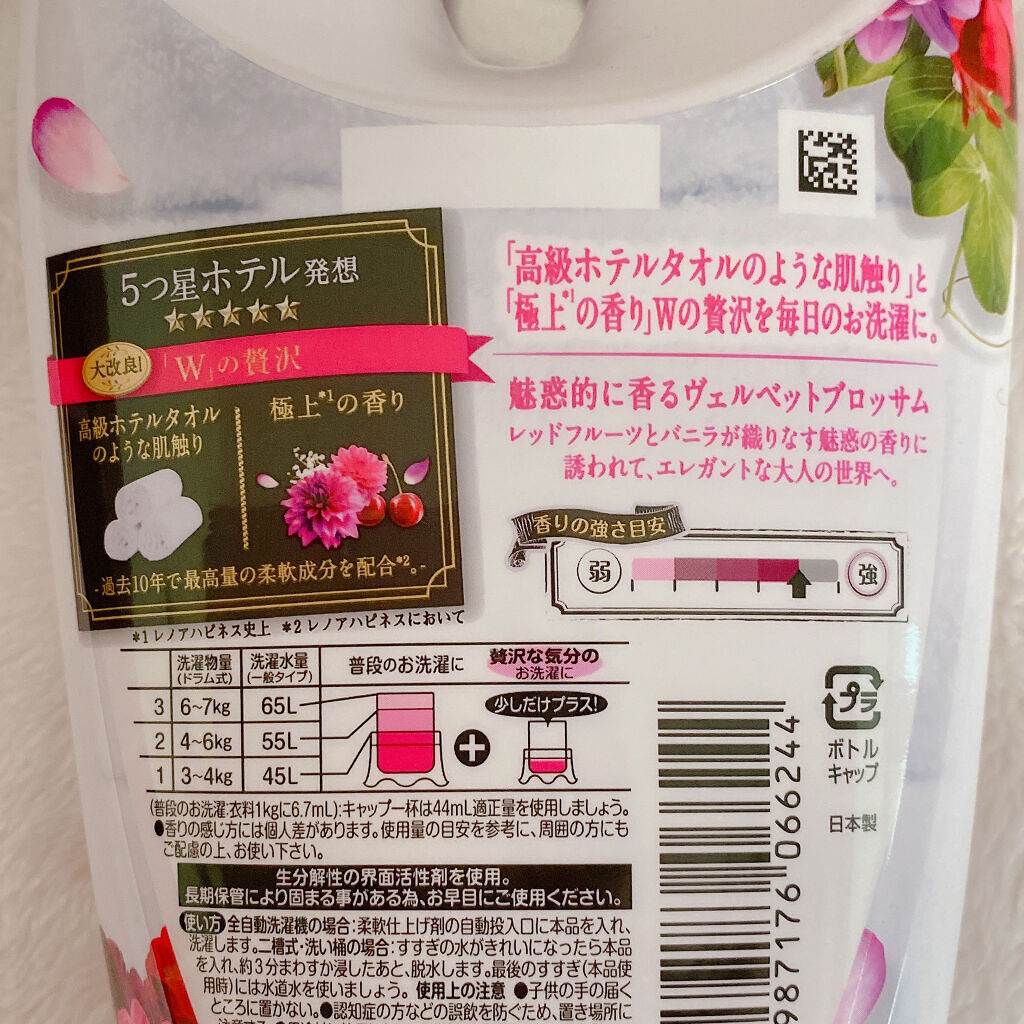 5つ星ホテル発想
★★★★★
大改良! 「W」の贅沢
高級ホテルタオル
のような肌触り
極上*1の香り
-過去10年で最高量の柔軟成分を配合*2。-
*1 レノアハピネス史上 *2 レノアハピネスにおいて
「高級ホテルタオルのような肌触り」と
「極上*1の香り」Wの贅沢を毎日のお洗濯に。
魅惑的に香るヴェルベットブロッサム
レッドフルーツとバニラが織りなす魅惑の香りに
誘われて、エレガントな大人の世界へ。
香りの強さ目安
弱 強
洗濯物量 洗濯水量 普段のお洗濯に 贅沢な気分の
(ドラム式) (一般タイプ) お洗濯に
3 6~7kg 65L 少しだけプラス!
2 4~6kg 55L
1 3~4kg 45L
(普段のお洗濯:衣料1kgに6.7mL):キャップ一杯は44mL適正量を使用しましょう。
●香りの感じ方には個人差があります。使用量の目安を参考に、周囲の方にも
ご配慮の上、お使い下さい。
生分解性の界面活性剤を使用。
長期保管により固まる事がある為、お早目にご使用ください。
使い方 全自動洗濯機の場合:柔軟仕上げ剤の自動投入口に本品を入れ、
洗濯します。二槽式・洗い桶の場合:すすぎの水がきれいになったら本品
を入れ、約3分まわすか浸したあと、脱水します。最後のすすぎ(本品使
用時)には水道水を使いましょう。使用上の注意 ●子供の手の届く
ところに置かない。●認知症の方などの誤飲を防ぐため、置き場所に
プラ
ボトル
キャップ
日本製
987176 066244